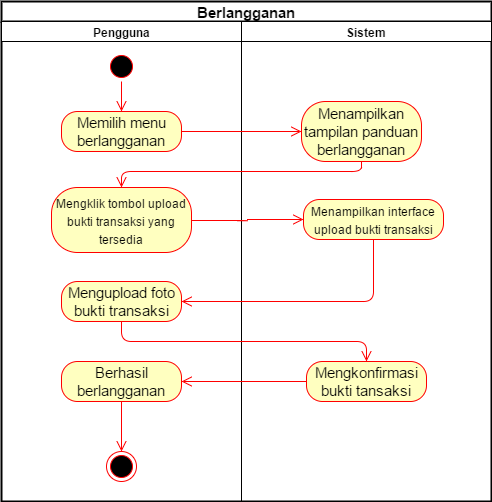 Berlangganan
Pengguna
Sistem
Memilih menu
berlangganan
Menampilkan
tampilan panduan
berlangganan
Mengklik tombol upload
bukti transaksi yang
tersedia
Menampilkan interface
upload bukti transaksi
Mengupload foto
bukti transaksi
Mengkonfirmasi
bukti tansaksi
Berhasil
berlangganan